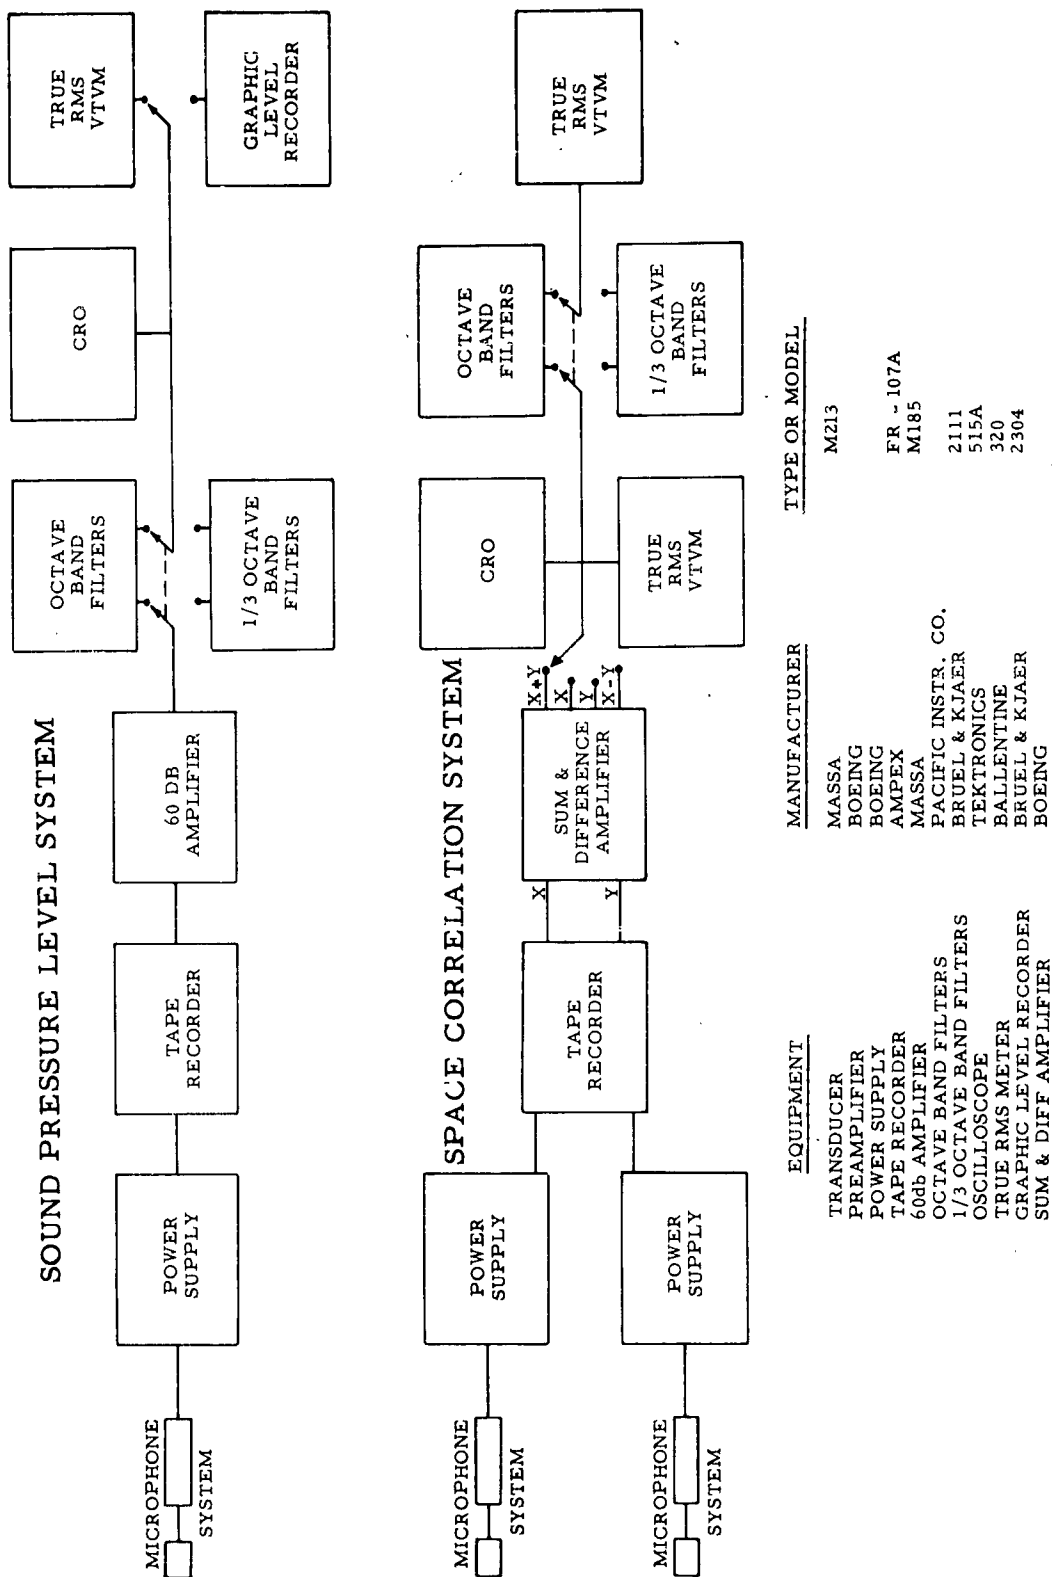 SOUND PRESSURE LEVEL SYSTEM
MICROPHONE
SYSTEM
POWER
SUPPLY
TAPE
RECORDER
60 DB
AMPLIFIER
OCTAVE
BAND
FILTERS
1/3 OCTAVE
BAND
FILTERS
CRO
TRUE
RMS
VTVM
GRAPHIC
LEVEL
RECORDER
SPACE CORRELATION SYSTEM
MICROPHONE
SYSTEM
MICROPHONE
SYSTEM
POWER
SUPPLY
POWER
SUPPLY
TAPE
RECORDER
X
Y
SUM &
DIFFERENCE
AMPLIFIER
X+Y
X
Y
X-Y
CRO
TRUE
RMS
VTVM
OCTAVE
BAND
FILTERS
1/3 OCTAVE
BAND
FILTERS
TRUE
RMS
VTVM
EQUIPMENT MANUFACTURER TYPE OR MODEL
TRANSDUCER MASSA M213
PREAMPLIFIER BOEING
POWER SUPPLY BOEING
TAPE RECORDER AMPEX FR - 107A
60db AMPLIFIER MASSA M185
OCTAVE BAND FILTERS PACIFIC INSTR. CO.
1/3 OCTAVE BAND FILTERS BRUEL & KJAER 2111
OSCILLOSCOPE TEKTRONICS 515A
TRUE RMS METER BALLENTINE 320
GRAPHIC LEVEL RECORDER BRUEL & KJAER 2304
SUM & DIFF AMPLIFIER BOEING